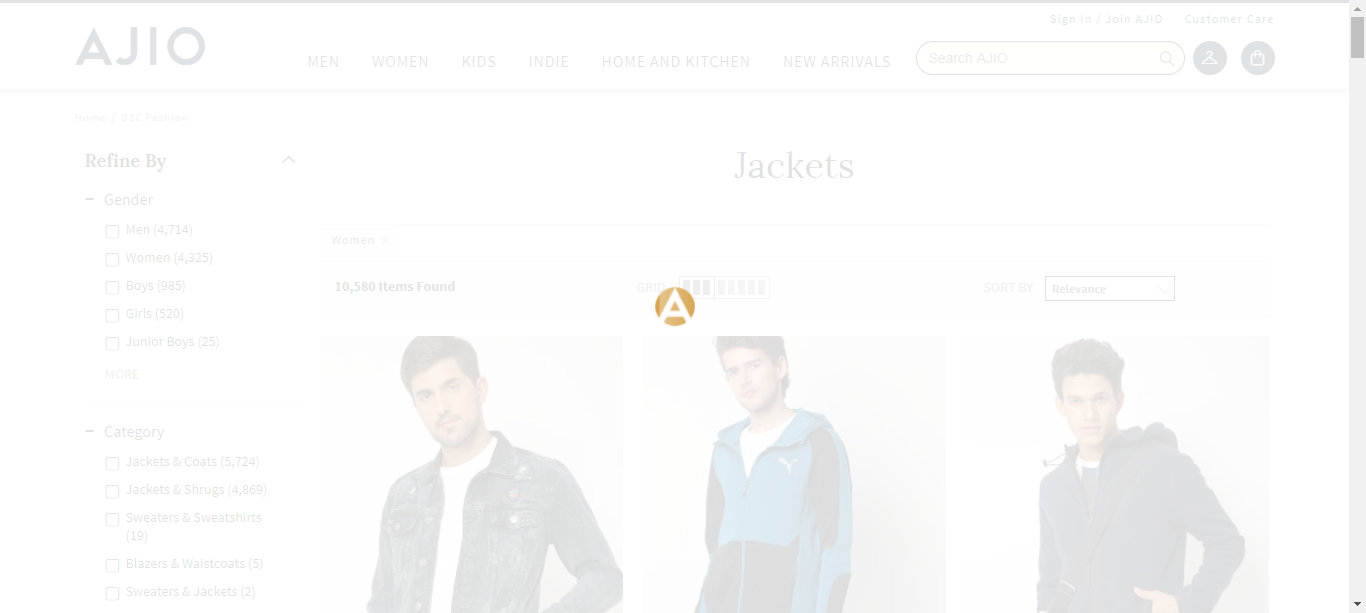 Sign In / Join AJIO Customer Care
AJIO
MEN WOMEN KIDS INDIE HOME AND KITCHEN NEW ARRIVALS
Search AJIO
Home / D2C Fashion
Refine By
Jackets
Gender
Men (4,714)
Women (4,325)
Boys (985)
Girls (520)
Junior Boys (25)
MORE
Women
10,580 Items Found GRID SORT BY Relevance
A
Category
Jackets & Coats (5,724)
Jackets & Shrugs (4,869)
Sweaters & Sweatshirts
(19)
Blazers & Waistcoats (5)
Sweaters & Jackets (2)